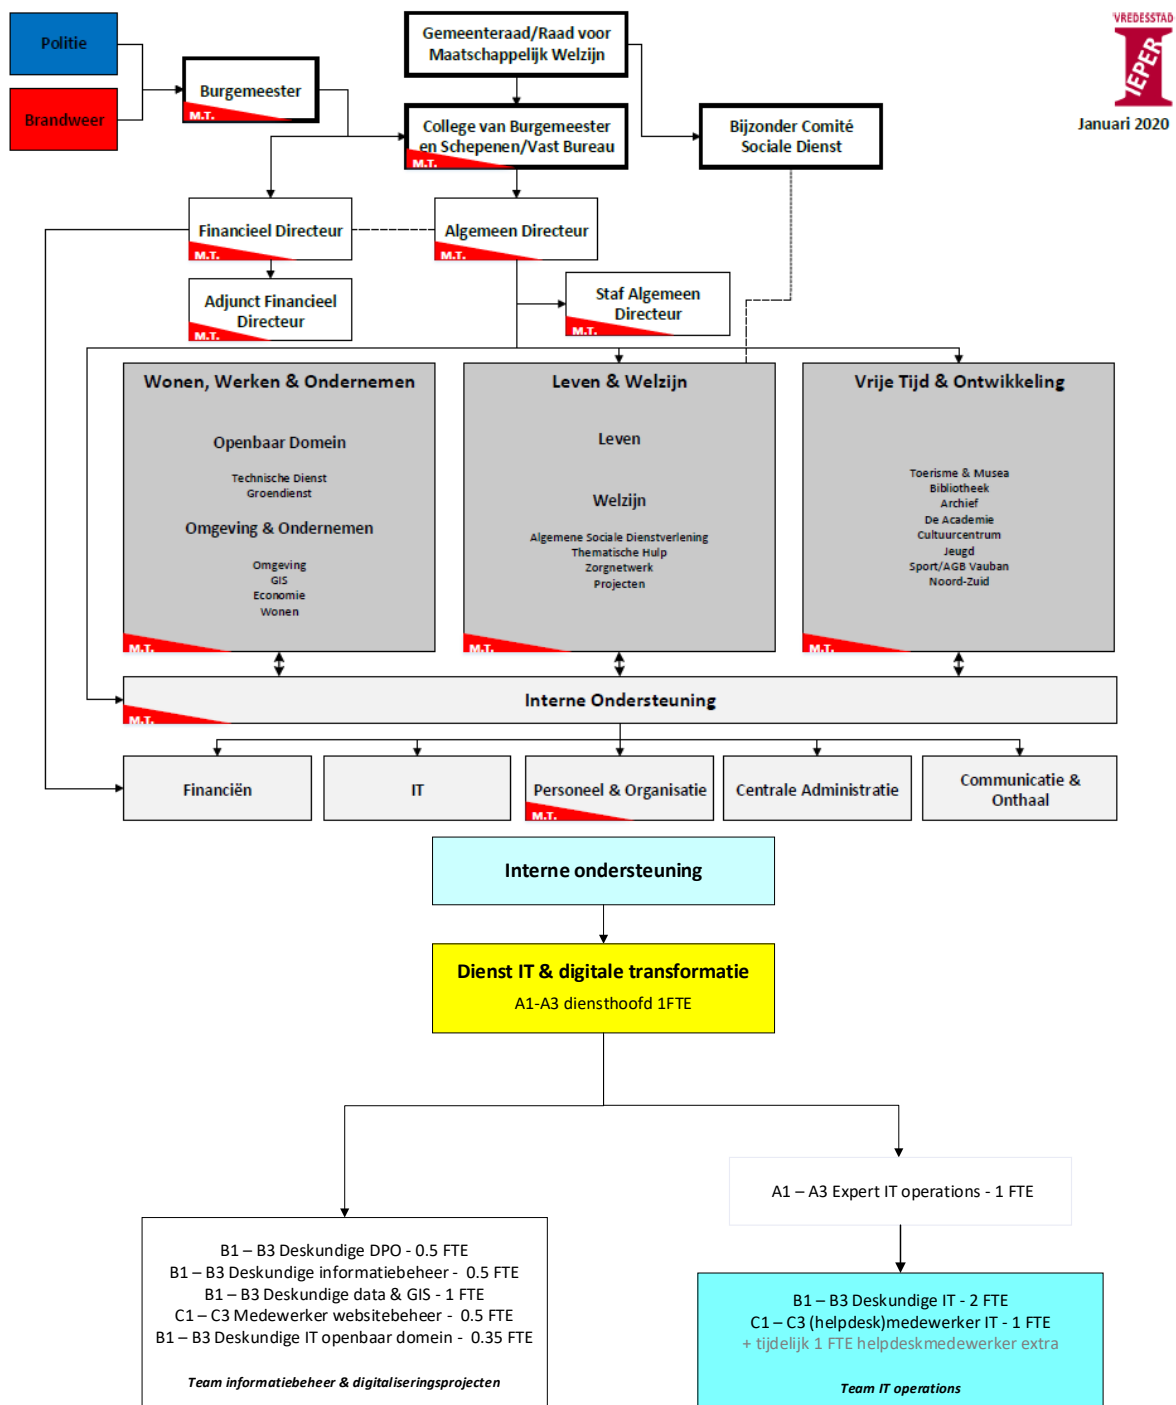 Politie
Brandweer
Burgemeester
M.T.
Gemeenteraad/Raad voor
Maatschappelijk Welzijn
College van Burgemeester
en Schepenen/Vast Bureau
M.T.
Bijzonder Comité
Sociale Dienst
VREDESSTAD
IEPER
Januari 2020
Financieel Directeur
M.T.
Algemeen Directeur
M.T.
Adjunct Financieel
Directeur
M.T.
Staf Algemeen
Directeur
M.T.
Wonen, Werken & Ondernemen
Openbaar Domein
Technische Dienst
Groendienst
Omgeving & Ondernemen
Omgeving
GIS
Economie
Wonen
M.T.
Leven & Welzijn
Leven
Welzijn
Algemene Sociale Dienstverlening
Thematische Hulp
Zorgnetwerk
Projecten
M.T.
Vrije Tijd & Ontwikkeling
Toerisme & Musea
Bibliotheek
Archief
De Academie
Cultuurcentrum
Jeugd
Sport/AGB Vauban
Noord-Zuid
M.T.
Interne Ondersteuning
M.T.
Financiën
IT
Personeel & Organisatie
M.T.
Centrale Administratie
Communicatie &
Onthaal
Interne ondersteuning
Dienst IT & digitale transformatie
A1-A3 diensthoofd 1FTE
B1 – B3 Deskundige DPO - 0.5 FTE
B1 – B3 Deskundige informatiebeheer - 0.5 FTE
B1 – B3 Deskundige data & GIS - 1 FTE
C1 – C3 Medewerker websitebeheer - 0.5 FTE
B1 – B3 Deskundige IT openbaar domein - 0.35 FTE
Team informatiebeheer & digitaliseringsprojecten
A1 – A3 Expert IT operations - 1 FTE
B1 – B3 Deskundige IT - 2 FTE
C1 – C3 (helpdesk)medewerker IT - 1 FTE
+ tijdelijk 1 FTE helpdeskmedewerker extra
Team IT operations